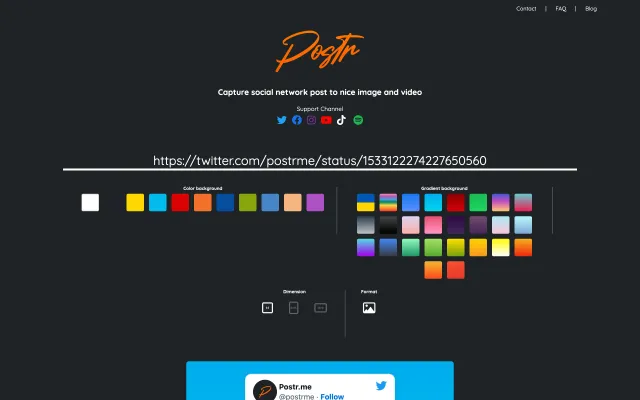 Contact | FAQ | Blog
Postr
Capture social network post to nice image and video
Support Channel
https://twitter.com/postrme/status/1533122274227650560
Color background
Gradient background
Dimension
Format
Postr.me
@postrme · Follow